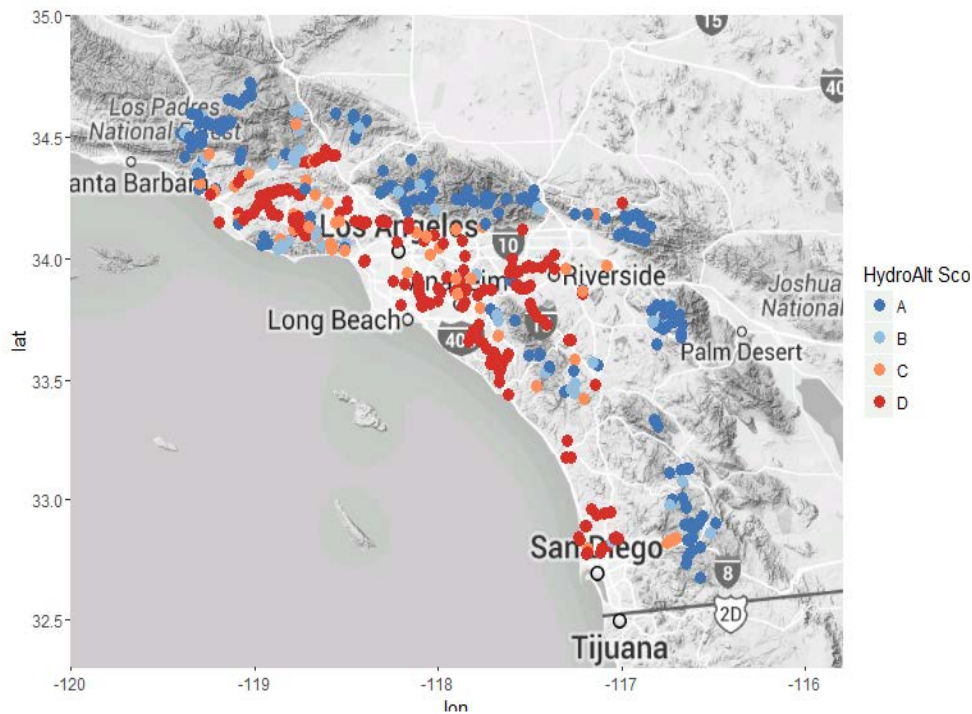 35.0
34.5
34.0
33.5
33.0
32.5
lat
-120
-119
-118
-117
-116
lon
15
40
Los Padres
National Forest
anta Barbar
Los Angeles
10
Riverside
Long Beach
15
40
Joshua
National
Palm Desert
San Diego
8
2D
Tijuana
HydroAlt Sco
A
B
C
D